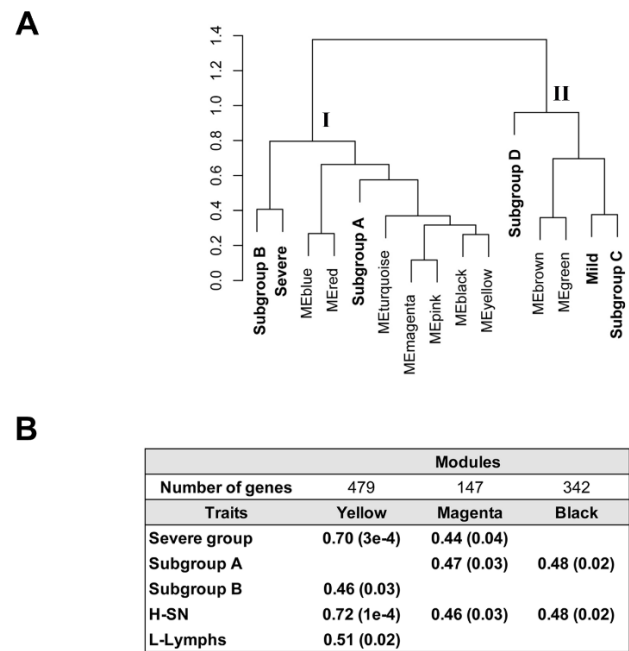 A
1.4
1.2
1.0
0.8
0.6
0.4
0.2
0.0
I
II
Subgroup B
Severe
MEblue
MEred
Subgroup A
MEturquoise
MEmagenta
MEpink
MEblack
MEyellow
Subgroup D
MEbrown
MEgreen
Mild
Subgroup C
B
Modules
Number of genes 479 147 342
Traits Yellow Magenta Black
Severe group 0.70 (3e-4) 0.44 (0.04)
Subgroup A 0.47 (0.03) 0.48 (0.02)
Subgroup B 0.46 (0.03)
H-SN 0.72 (1e-4) 0.46 (0.03) 0.48 (0.02)
L-Lymphs 0.51 (0.02)